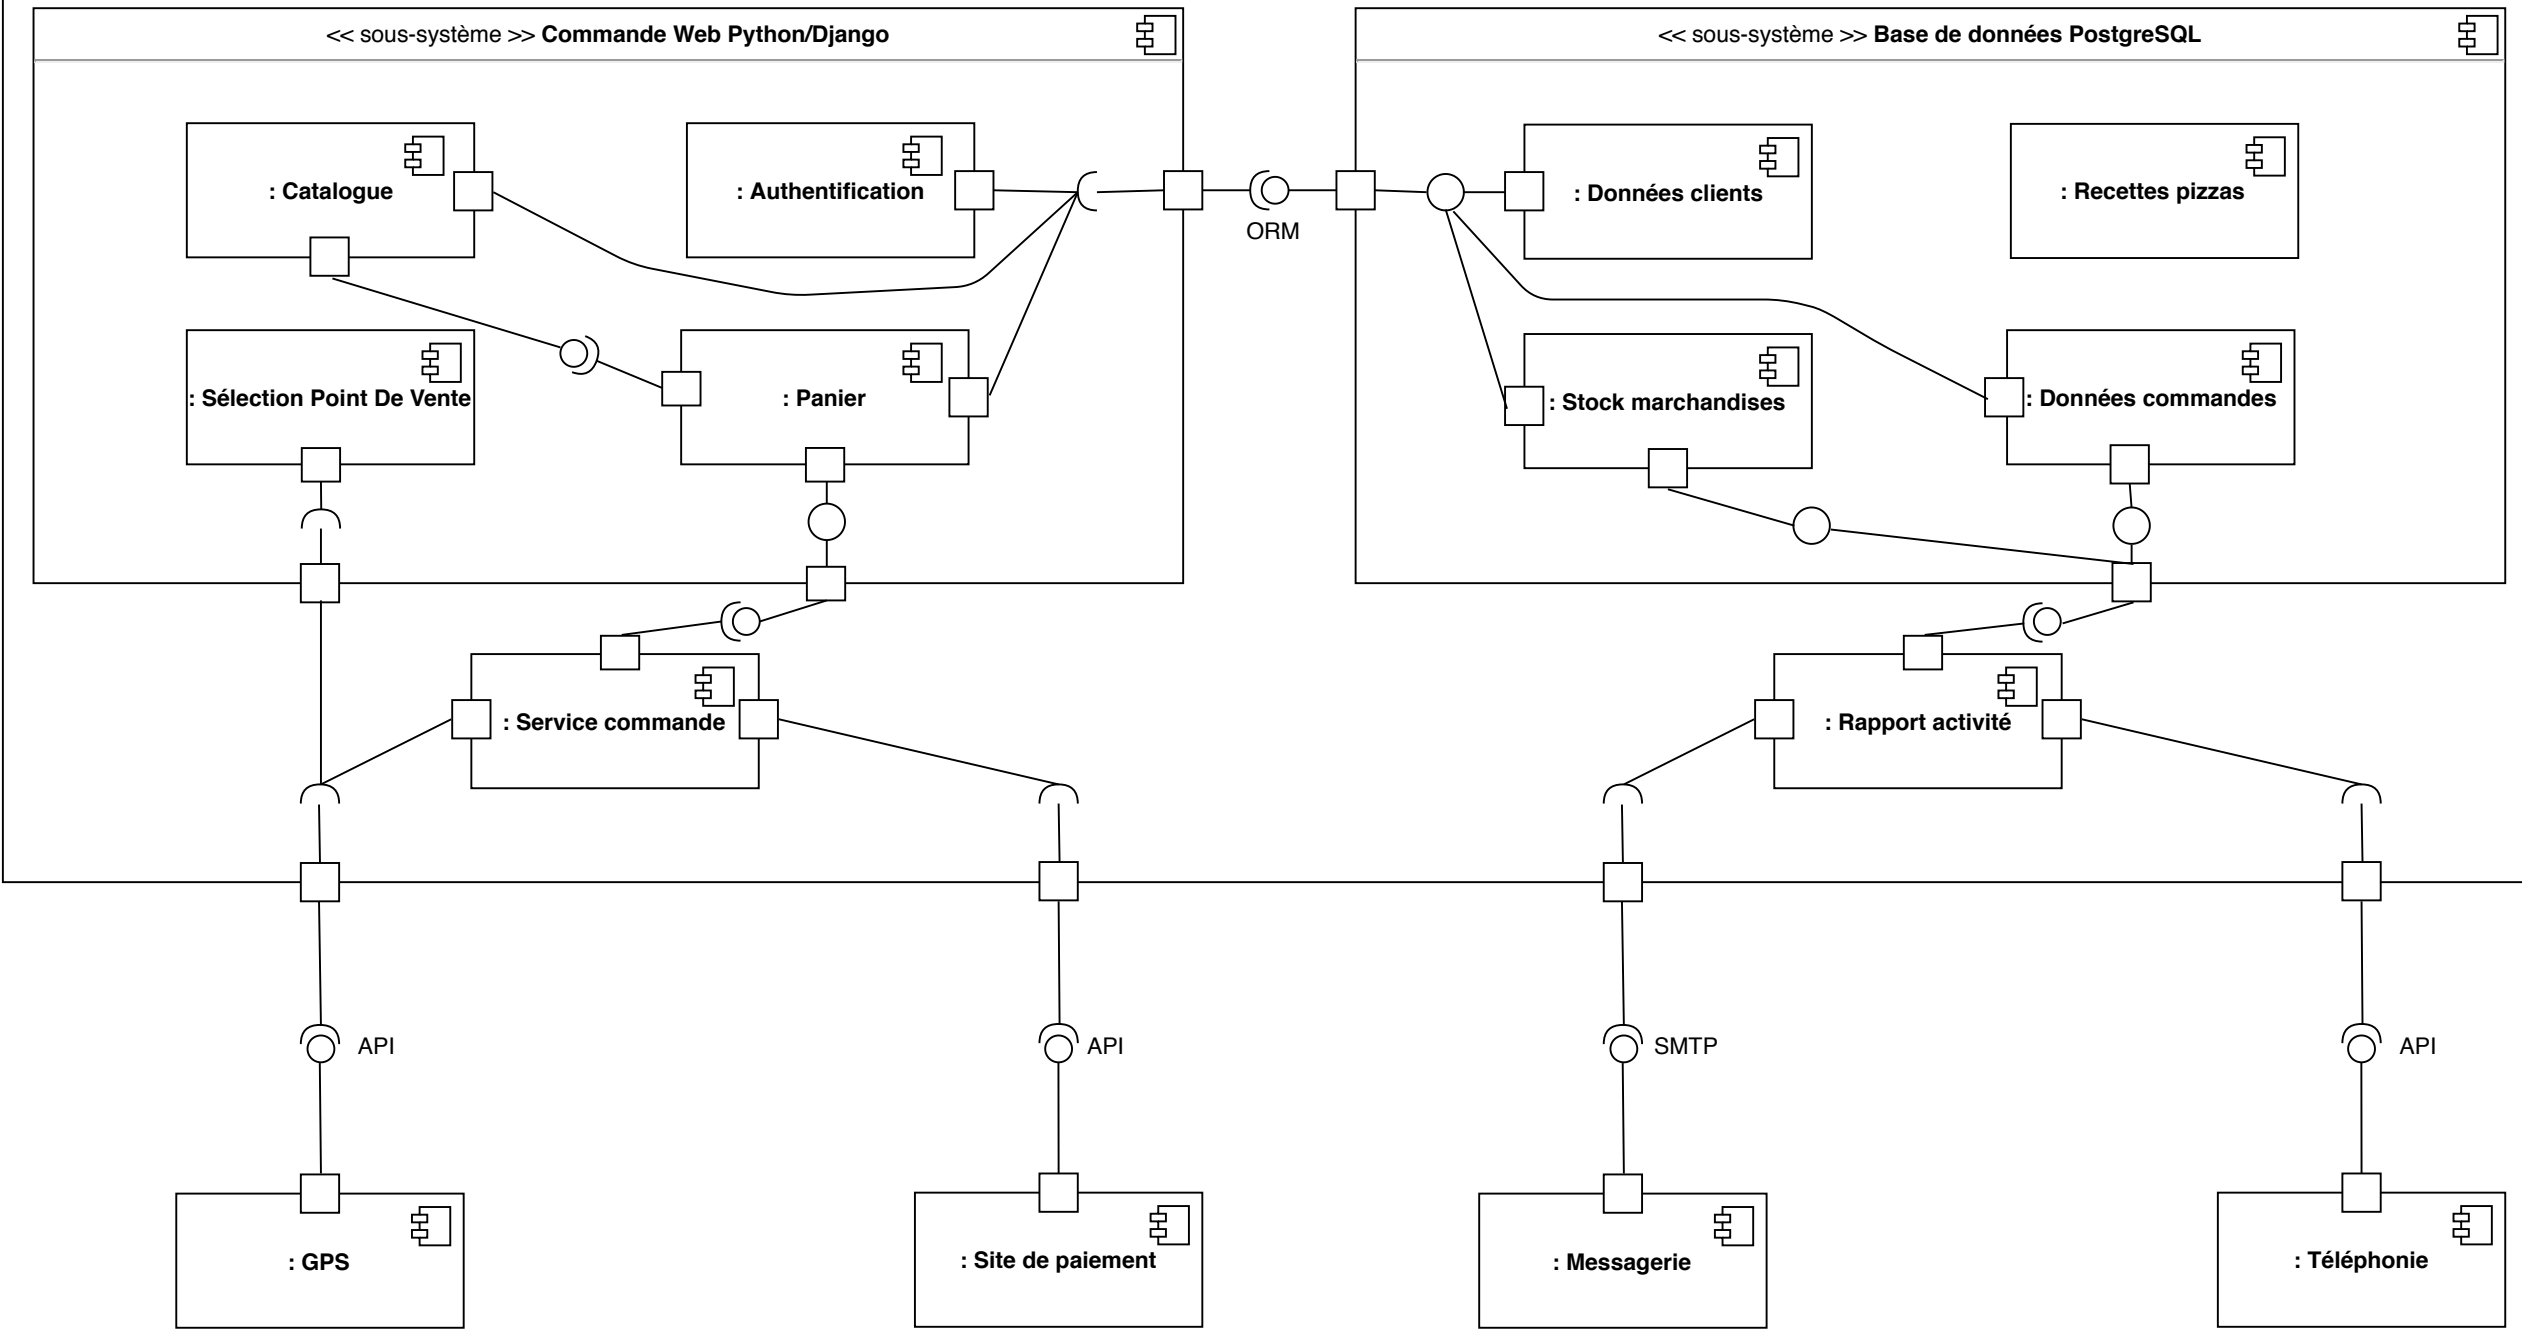 << sous-système >> Commande Web Python/Django
<< sous-système >> Base de données PostgreSQL
: Catalogue
: Authentification
ORM
: Données clients
: Recettes pizzas
: Sélection Point De Vente
: Panier
: Stock marchandises
: Données commandes
: Service commande
: Rapport activité
API
API
SMTP
API
: GPS
: Site de paiement
: Messagerie
: Téléphonie